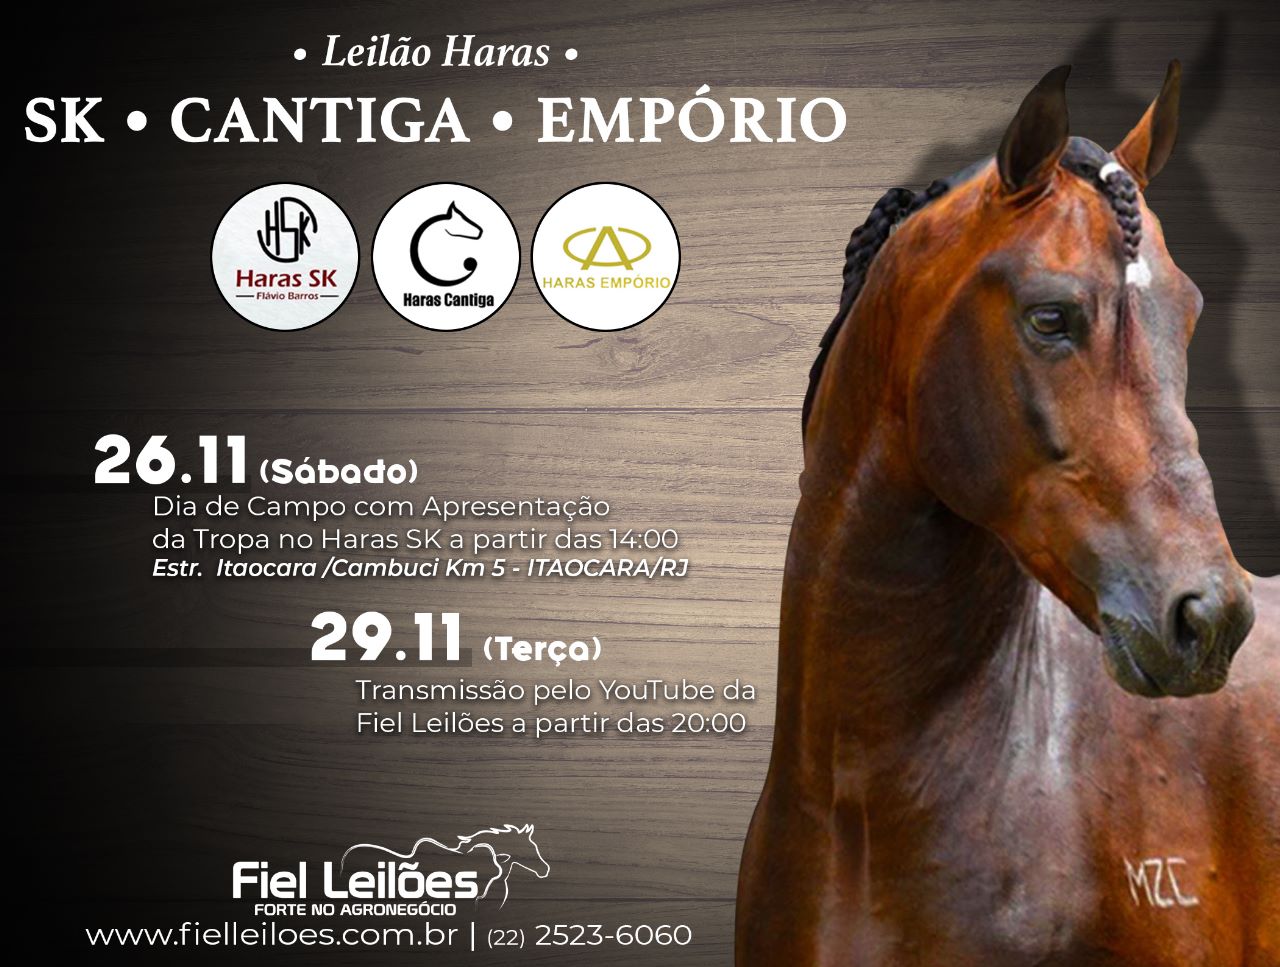 • Leilão Haras •
SK • CANTIGA • EMPÓRIO
HSK
Haras SK
Flávio Barros
Haras Cantiga
HARAS EMPÓRIO
26.11 (Sábado)
Dia de Campo com Apresentação
da Tropa no Haras SK a partir das 14:00
Estr. Itaocara /Cambuci Km 5 - ITAOCARA/RJ
29.11 (Terça)
Transmissão pelo YouTube da
Fiel Leilões a partir das 20:00
Fiel Leilões
FORTE NO AGRONEGÓCIO
www.fielleiloes.com.br | (22) 2523-6060
MZC